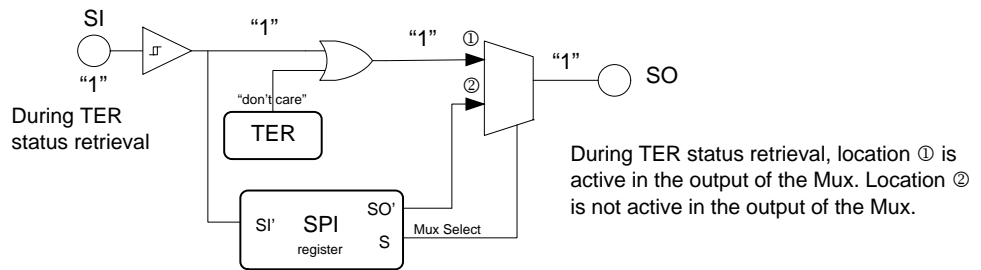 SI
"1"
During TER
status retrieval
"1"
"don't care"
TER
"1"
①
②
"1"
SO
SI'
SPI
register
SO'
S
Mux Select
During TER status retrieval, location ① is
active in the output of the Mux. Location ②
is not active in the output of the Mux.